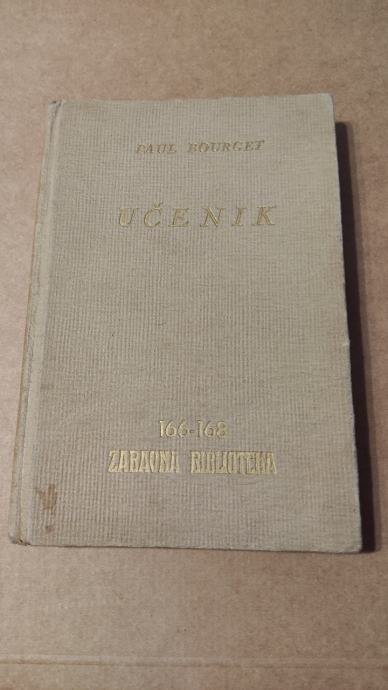 PAUL BOURGET
UČENIK
166-168
ZABAVNA BIBLIOTEKA